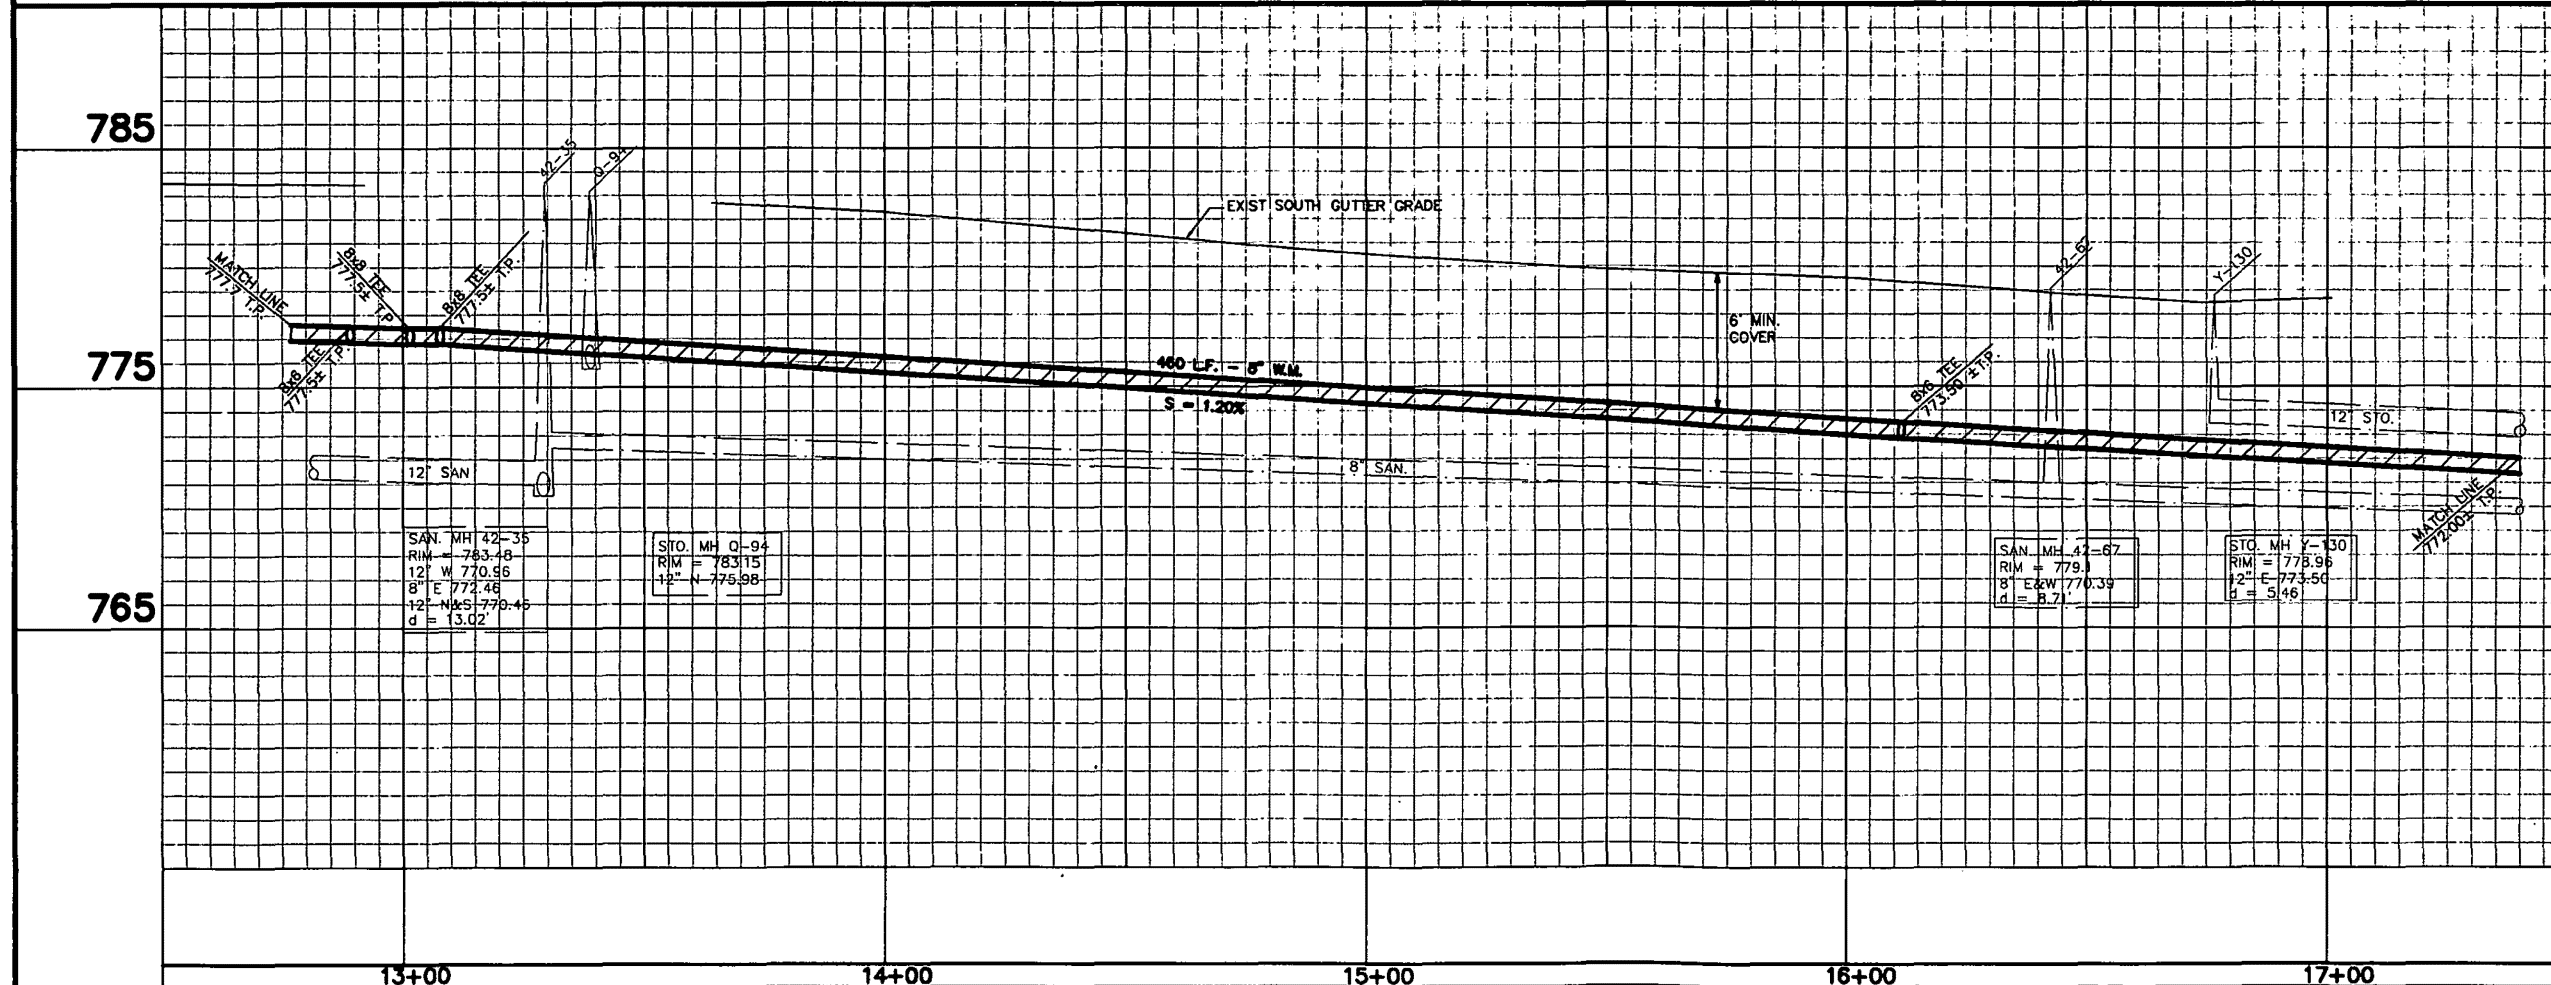 785
775
765
42-35
Q-94
EXIST SOUTH GUTTER GRADE
MATCH LINE
777.7 T.P.
8x8 TEE
777.5± T.P.
8x8 TEE
777.5± T.P.
8x6 TEE
777.5± T.P.
42-67
Y-130
6' MIN.
COVER
460 L.F. - 8" W.M.
S = 1.20%
8x6 TEE
773.50 ± T.P.
12" STO.
12" SAN
8" SAN.
MATCH LINE
772.00± T.P.
SAN. MH 42-35
RIM = 783.48
12" W 770.96
8" E 772.46
12" N&S 770.46
d = 13.02'
STO. MH Q-94
RIM = 783.15
12" N 775.98
SAN. MH 42-67
RIM = 779.1
8" E&W 770.39
d = 8.71'
STO. MH Y-130
RIM = 778.96
12" E 773.50
d = 5.46
13+00
14+00
15+00
16+00
17+00